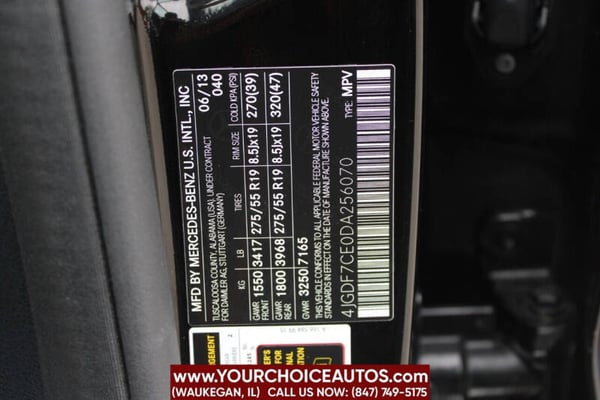 MFD BY MERCEDES-BENZ U.S. INTL., INC
TUSCALOOSA COUNTY, ALABAMA (USA), UNDER CONTRACT 06/13
FOR DAIMLER AG, STUTTGART (GERMANY) 040
KG LB TIRES RIM SIZE COLD KPA (PSI)
GAWR 1550 3417 275/55 R19 8.5Jx19 270(39)
FRONT
GAWR 1800 3968 275/55 R19 8.5Jx19 320(47)
REAR
GVWR 3250 7165
THIS VEHICLE CONFORMS TO ALL APPLICABLE FEDERAL MOTOR VEHICLE SAFETY
STANDARDS IN EFFECT ON THE DATE OF MANUFACTURE SHOWN ABOVE.
4JGDF7CE0DA256070 TYPE: MPV
WWW.YOURCHOICEAUTOS.COM
(WAUKEGAN, IL) CALL US NOW: (847) 749-5175